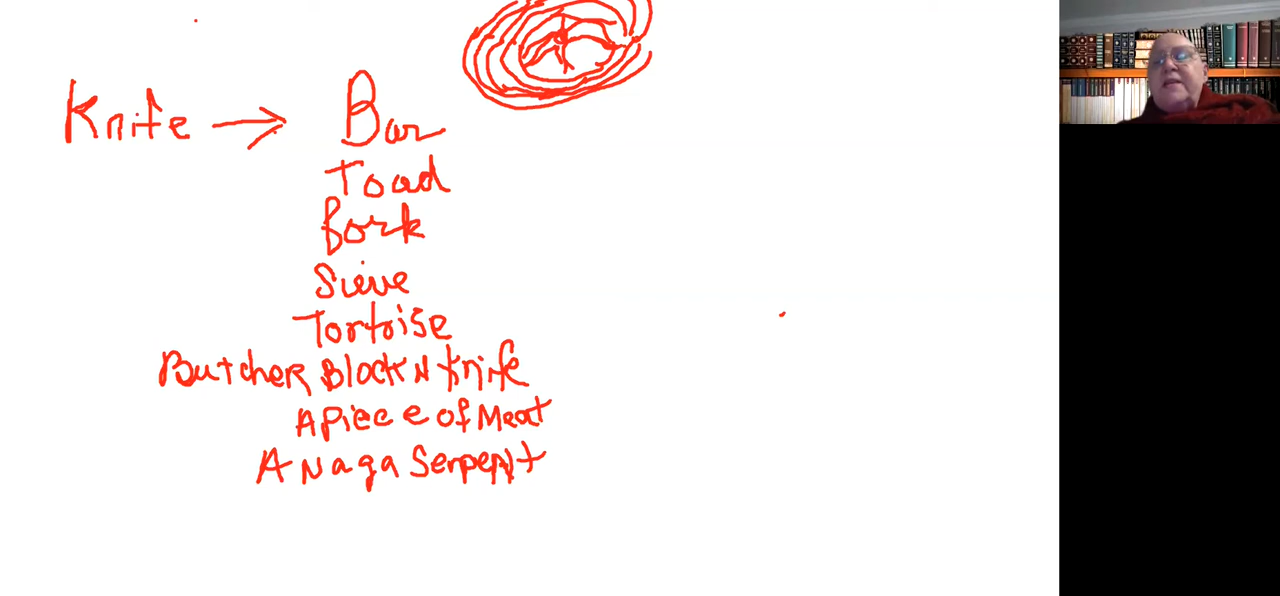 Knife → Bar
Toad
fork
Sieve
Tortoise
Butcher Block N Knife
A Piece of Meat
A Naga Serpent